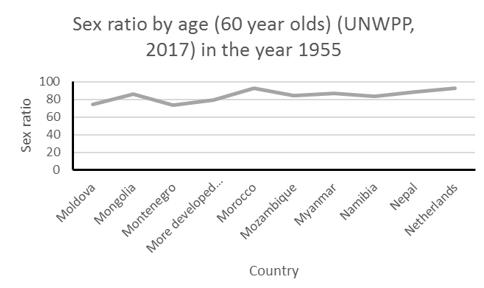 Sex ratio by age (60 year olds) (UNWPP,
2017) in the year 1955
100
80
60
40
20
0
Sex ratio
Moldova
Mongolia
Montenegro
More developed…
Morocco
Mozambique
Myanmar
Namibia
Nepal
Netherlands
Country